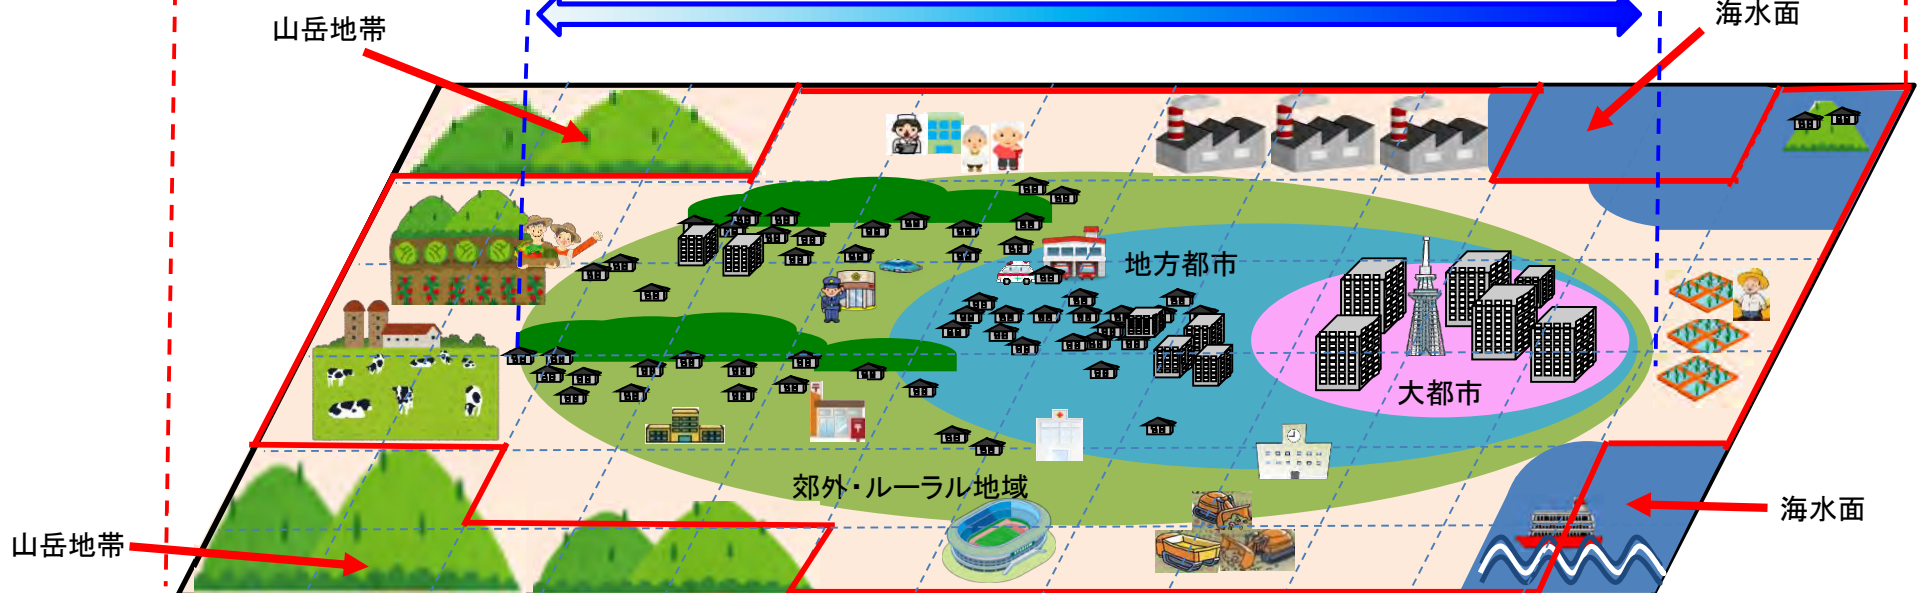 山岳地帯
海水面
地方都市
大都市
郊外・ルーラル地域
海水面
山岳地帯